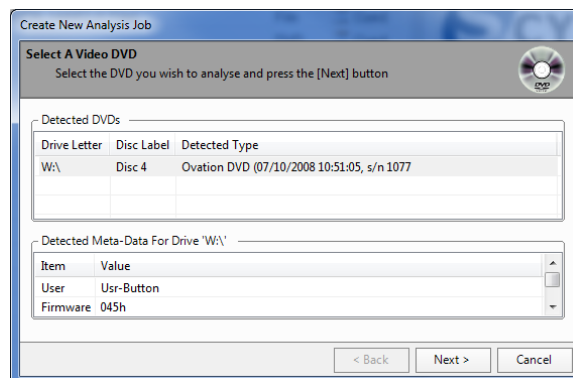 Create New Analysis Job
Select A Video DVD
Select the DVD you wish to analyse and press the [Next] button
DVD
Detected DVDs
Drive Letter Disc Label Detected Type
W:\ Disc 4 Ovation DVD (07/10/2008 10:51:05, s/n 1077
Detected Meta-Data For Drive 'W:\'
Item Value
User Usr-Button
Firmware 045h
< Back Next > Cancel